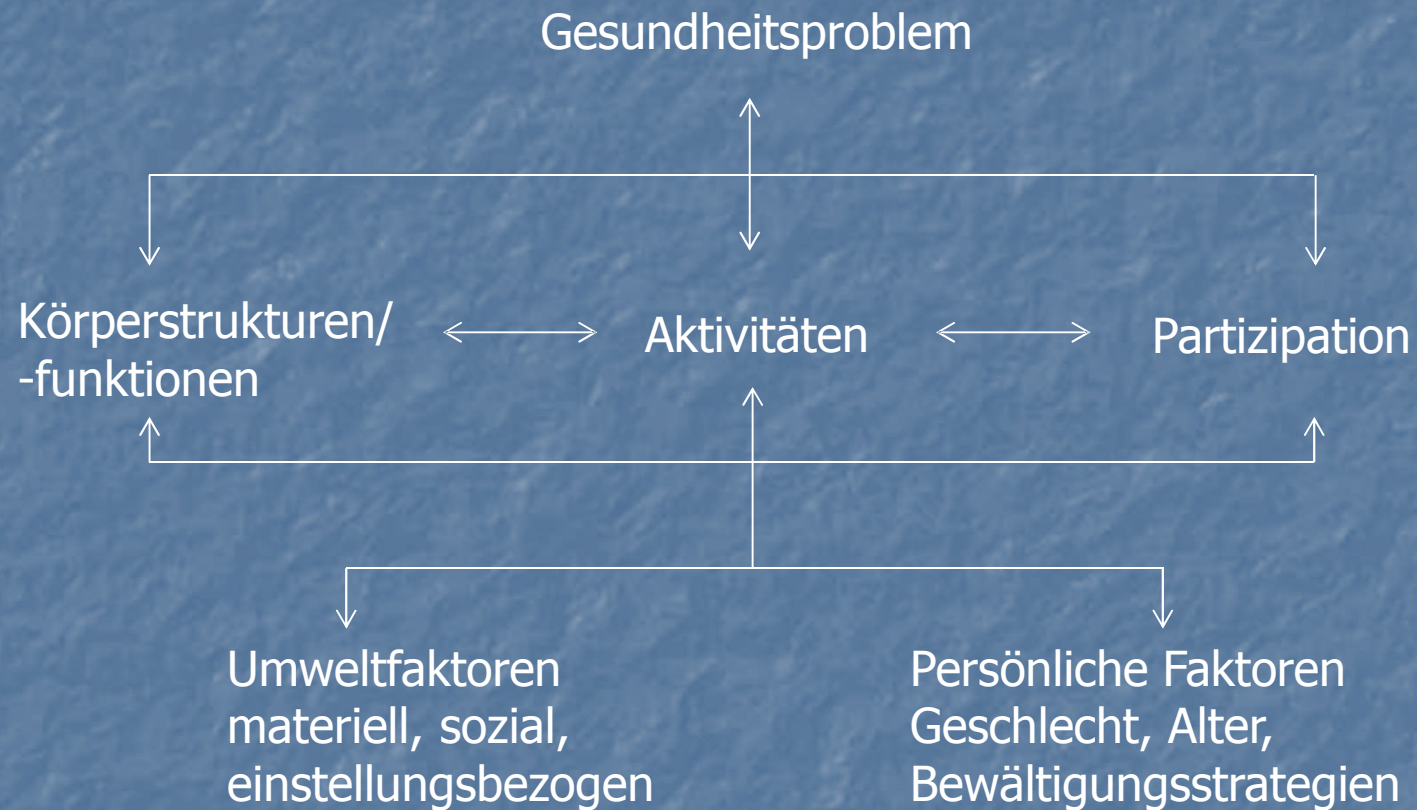 Gesundheitsproblem
Körperstrukturen/
-funktionen
Aktivitäten
Partizipation
Umweltfaktoren
materiell, sozial,
einstellungsbezogen
Persönliche Faktoren
Geschlecht, Alter,
Bewältigungsstrategien